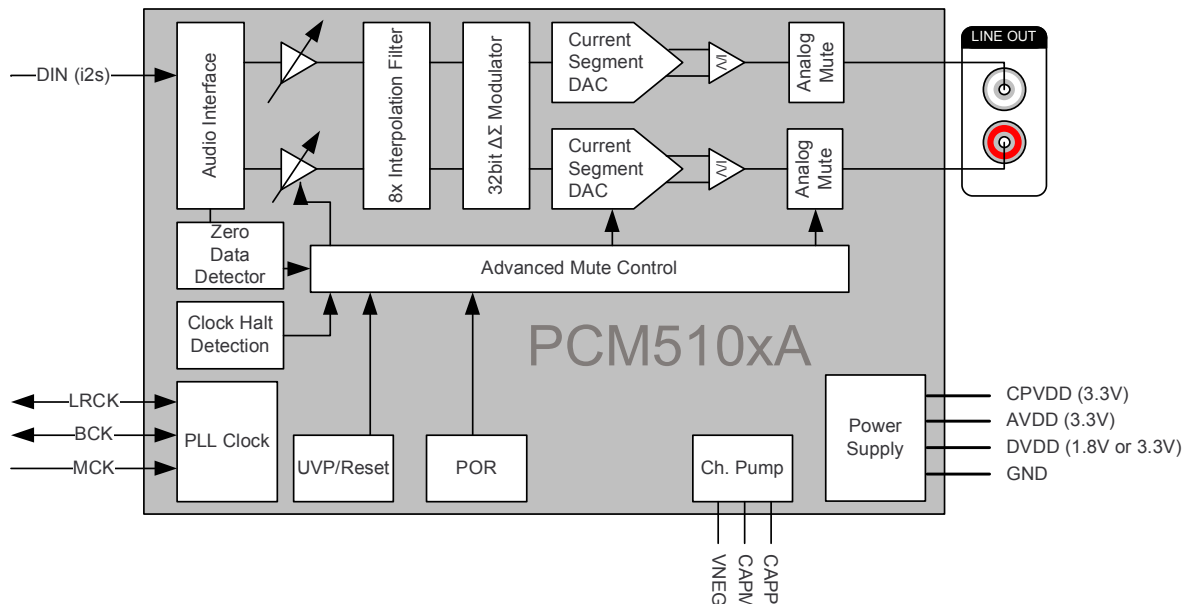 DIN (i2s)
Audio Interface
8x Interpolation Filter
32bit ΔΣ Modulator
Current
Segment
DAC
I/V
Analog
Mute
LINE OUT
Current
Segment
DAC
I/V
Analog
Mute
Zero
Data
Detector
Advanced Mute Control
Clock Halt
Detection
PCM510xA
LRCK
BCK
MCK
PLL Clock
UVP/Reset
POR
Ch. Pump
Power
Supply
CPVDD (3.3V)
AVDD (3.3V)
DVDD (1.8V or 3.3V)
GND
VNEG
CAPM
CAPP